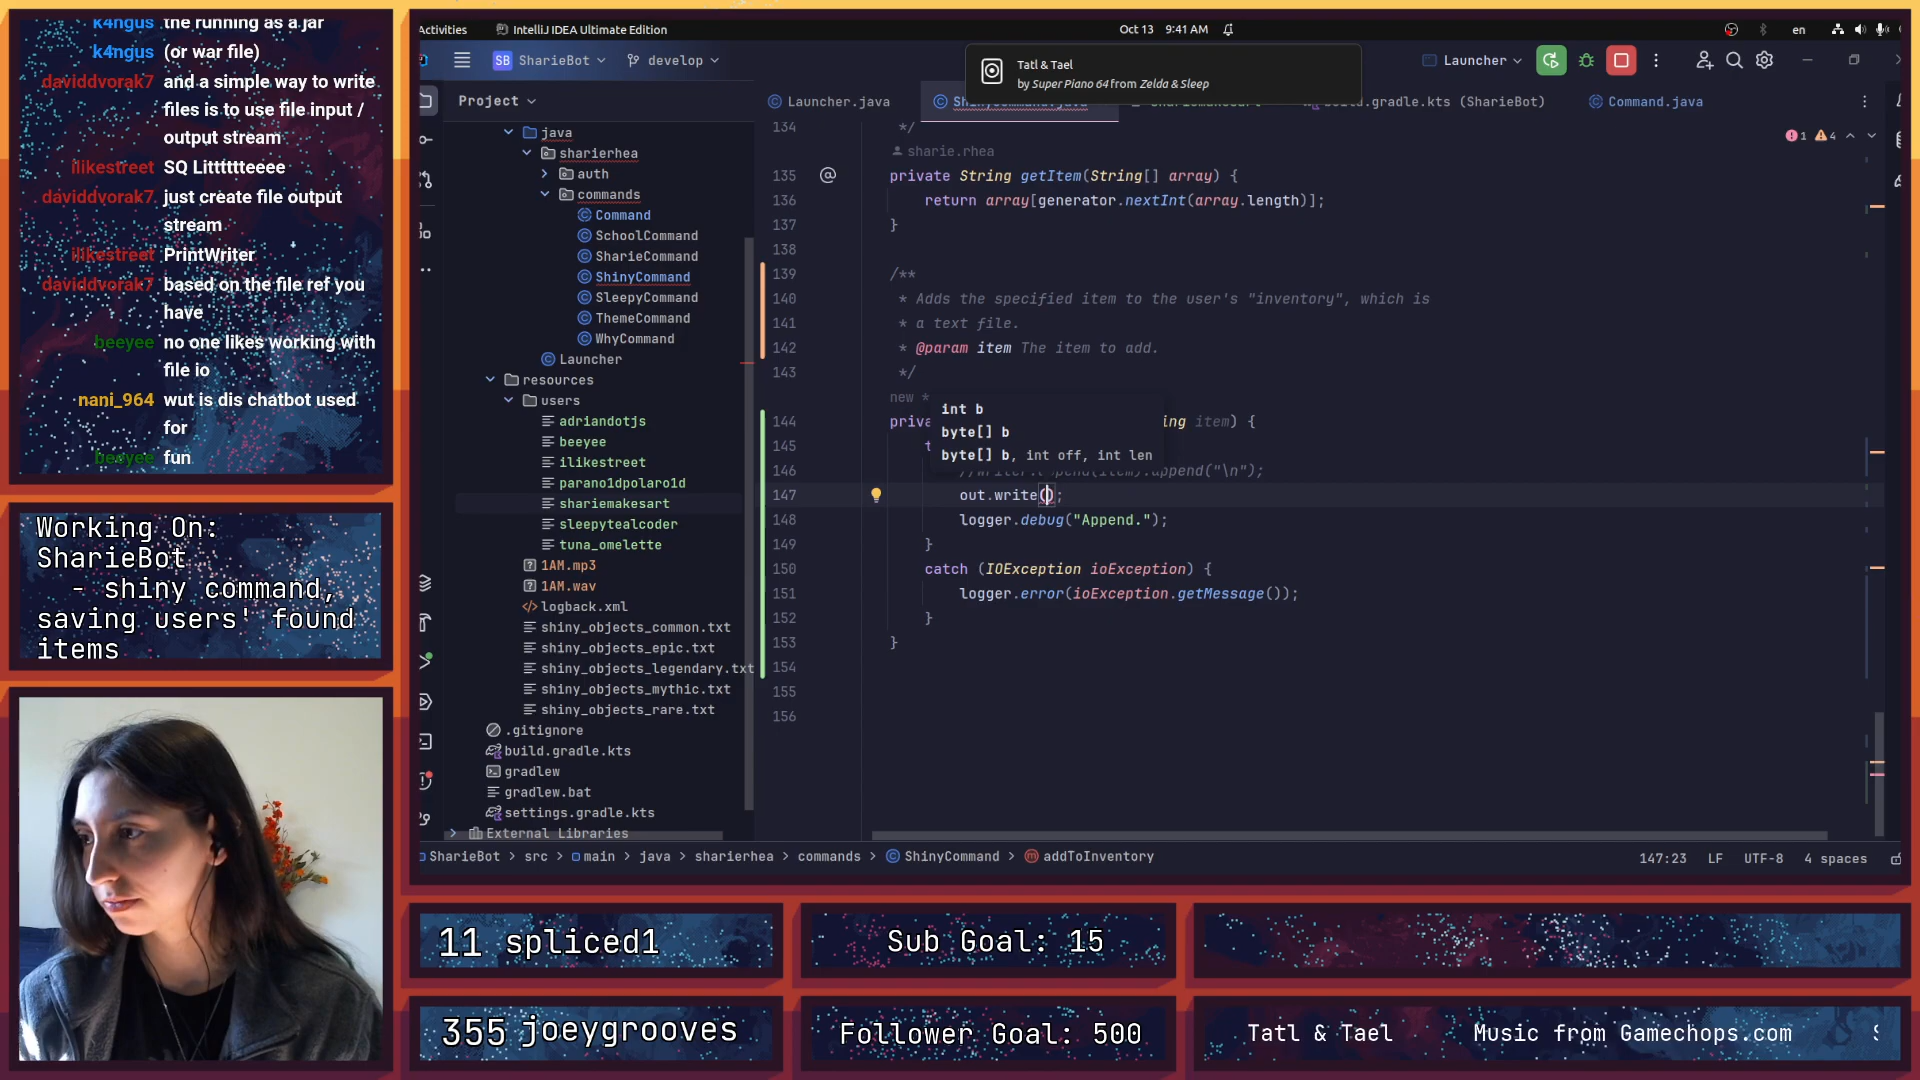 k4ngus the running as a jar
k4ngus (or war file)
daviddvorak7 and a simple way to write
files is to use file input /
output stream
ilikestreet SQ Littttttteeee
daviddvorak7 just create file output
stream
ilikestreet PrintWriter
daviddvorak7 based on the file ref you
have
beeyee no one likes working with
file io
nani_964 wut is dis chatbot used
for
beeyee fun
Working On:
SharieBot
- shiny command,
saving users' found
items
Activities
IntelliJ IDEA Ultimate Edition
Oct 13 9:41 AM
en
SB SharieBot
develop
Tatl & Tael
by Super Piano 64 from Zelda & Sleep
Launcher
Project
Launcher.java
ShinyCommand.java
build.gradle.kts (SharieBot)
Command.java
java
sharierhea
auth
commands
Command
SchoolCommand
SharieCommand
ShinyCommand
SleepyCommand
ThemeCommand
WhyCommand
Launcher
resources
users
adriandotjs
beeyee
ilikestreet
parano1dpolaro1d
shariemakesart
sleepytealcoder
tuna_omelette
1AM.mp3
1AM.wav
logback.xml
shiny_objects_common.txt
shiny_objects_epic.txt
shiny_objects_legendary.txt
shiny_objects_mythic.txt
shiny_objects_rare.txt
.gitignore
build.gradle.kts
gradlew
gradlew.bat
settings.gradle.kts
External Libraries
1 4
134 */
sharie.rhea
135 @ private String getItem(String[] array) {
136 return array[generator.nextInt(array.length)];
137 }
138
139 /**
140 * Adds the specified item to the user's "inventory", which is
141 * a text file.
142 * @param item The item to add.
143 */
new *
int b
byte[] b
byte[] b, int off, int len
144 item) {
145
146 append("\n");
147 out.write();
148 logger.debug("Append.");
149 }
150 catch (IOException ioException) {
151 logger.error(ioException.getMessage());
152 }
153 }
154
155
156
SharieBot > src > main > java > sharierhea > commands > ShinyCommand > addToInventory
147:23 LF UTF-8 4 spaces
11 spliced1
Sub Goal: 15
355 joeygrooves
Follower Goal: 500
Tatl & Tael Music from Gamechops.com